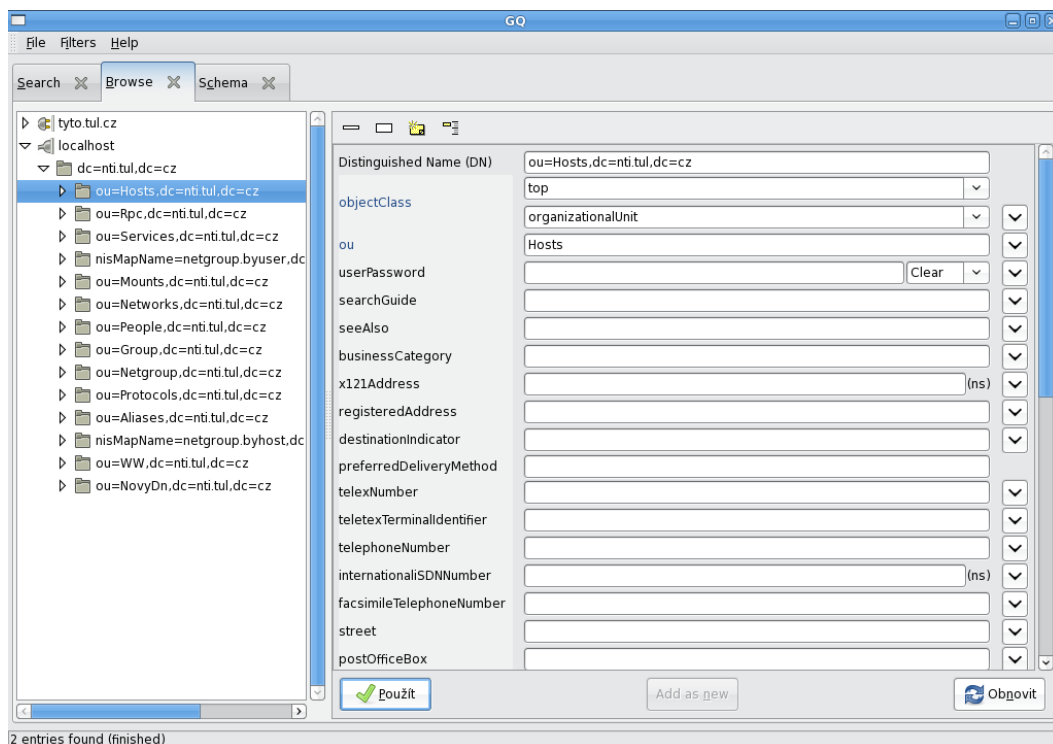 GQ
File Filters Help
Search Browse Schema
tyto.tul.cz
localhost
dc=nti.tul,dc=cz
ou=Hosts,dc=nti.tul,dc=cz
ou=Rpc,dc=nti.tul,dc=cz
ou=Services,dc=nti.tul,dc=cz
nisMapName=netgroup.byuser,dc
ou=Mounts,dc=nti.tul,dc=cz
ou=Networks,dc=nti.tul,dc=cz
ou=People,dc=nti.tul,dc=cz
ou=Group,dc=nti.tul,dc=cz
ou=Netgroup,dc=nti.tul,dc=cz
ou=Protocols,dc=nti.tul,dc=cz
ou=Aliases,dc=nti.tul,dc=cz
nisMapName=netgroup.byhost,dc
ou=WW,dc=nti.tul,dc=cz
ou=NovyDn,dc=nti.tul,dc=cz
Distinguished Name (DN) ou=Hosts,dc=nti.tul,dc=cz
objectClass top
organizationalUnit
ou Hosts
userPassword Clear
searchGuide
seeAlso
businessCategory
x121Address (ns)
registeredAddress
destinationIndicator
preferredDeliveryMethod
telexNumber
teletexTerminalIdentifier
telephoneNumber
internationaliSDNNumber (ns)
facsimileTelephoneNumber
street
postOfficeBox
Použít Add as new Obnovit
2 entries found (finished)